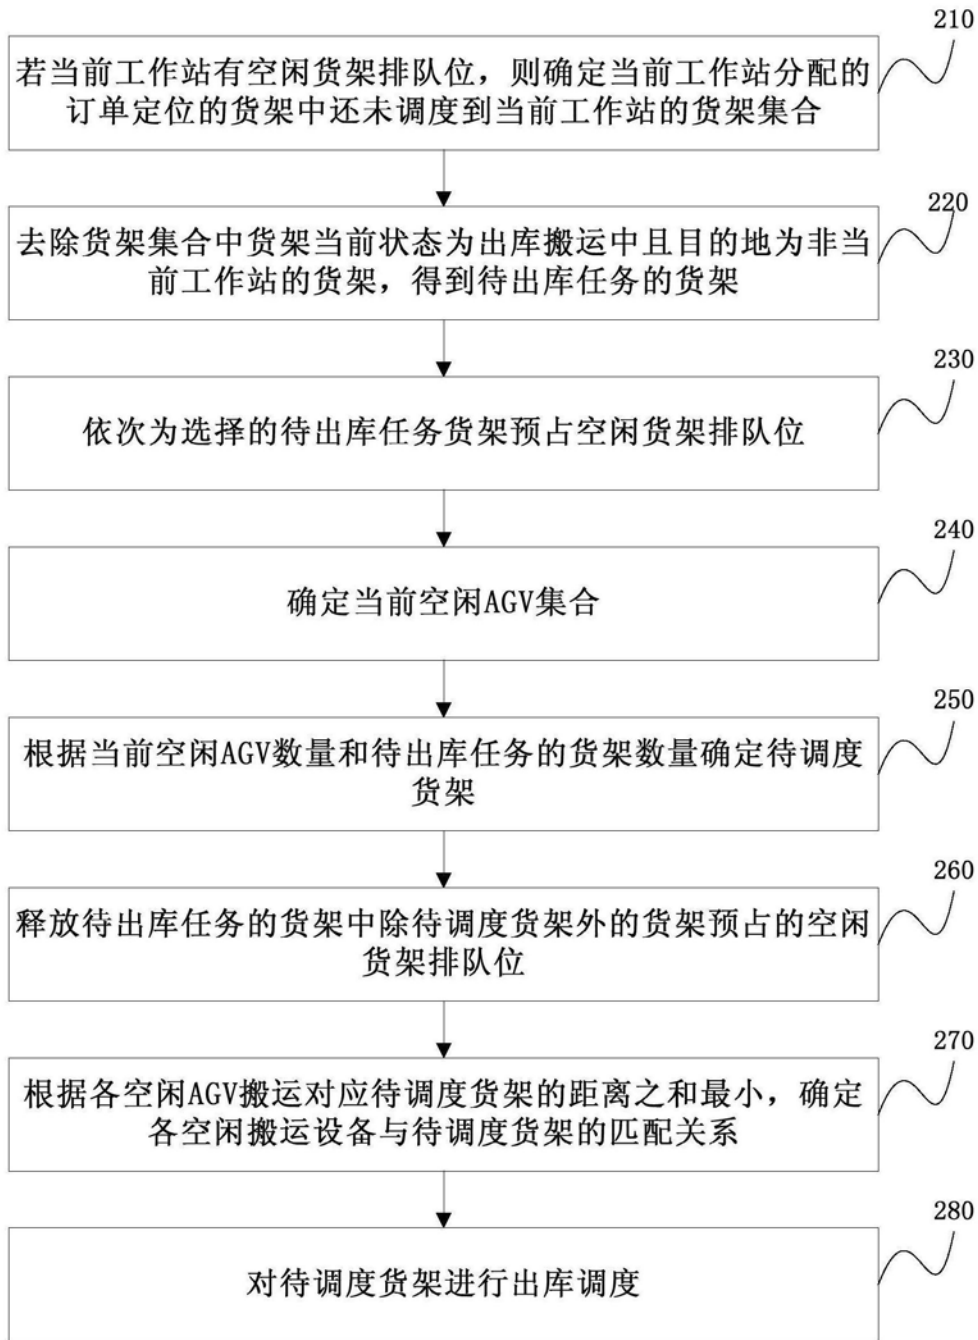 210
若当前工作站有空闲货架排队位，则确定当前工作站分配的
订单定位的货架中还未调度到当前工作站的货架集合
220
去除货架集合中货架当前状态为出库搬运中且目的地为非当
前工作站的货架，得到待出库任务的货架
230
依次为选择的待出库任务货架预占空闲货架排队位
240
确定当前空闲AGV集合
250
根据当前空闲AGV数量和待出库任务的货架数量确定待调度
货架
260
释放待出库任务的货架中除待调度货架外的货架预占的空闲
货架排队位
270
根据各空闲AGV搬运对应待调度货架的距离之和最小，确定
各空闲搬运设备与待调度货架的匹配关系
280
对待调度货架进行出库调度